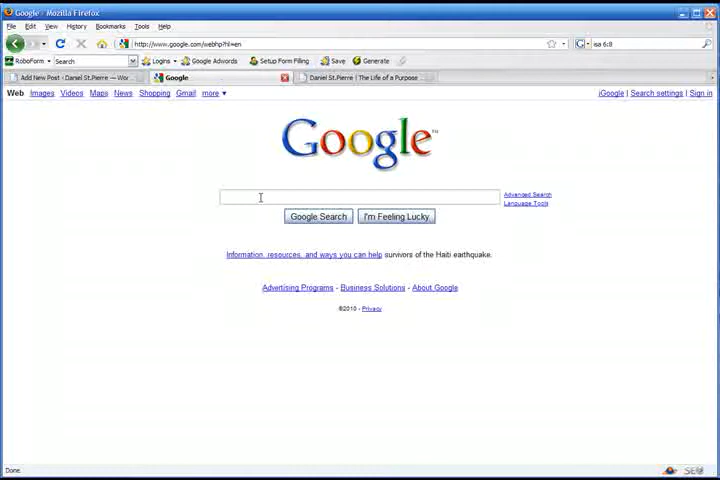 Google - Mozilla Firefox
File Edit View History Bookmarks Tools Help
http://www.google.com/webhp?hl=en isa 6:8
RoboForm Search Logins Google Adwords Setup Form Filling Save Generate
Add New Post ‹ Daniel St.Pierre — Wor... Google Daniel St.Pierre | The Life of a Purpose ...
Web Images Videos Maps News Shopping Gmail more ▼ iGoogle | Search settings | Sign in
Google™
Advanced Search
Language Tools
Google Search I'm Feeling Lucky
Information, resources, and ways you can help survivors of the Haiti earthquake.
Advertising Programs - Business Solutions - About Google
©2010 - Privacy
Done